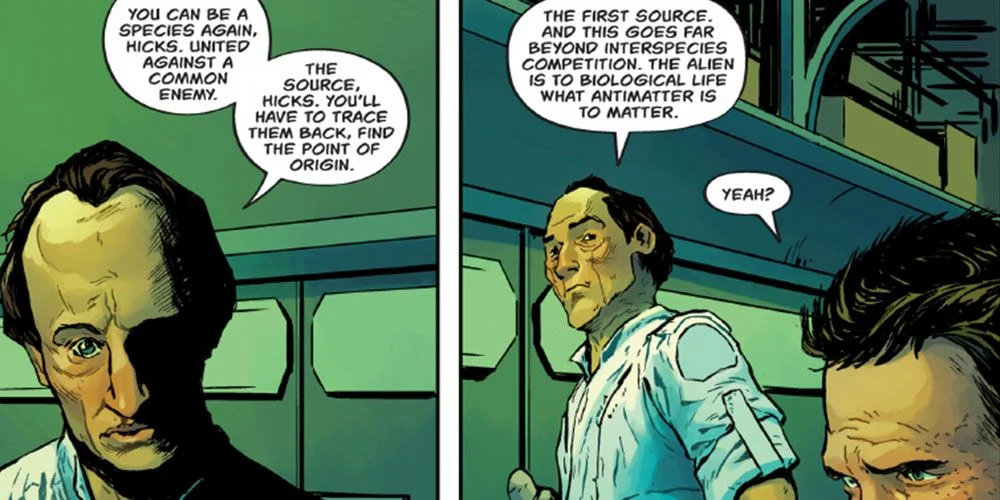 YOU CAN BE A
SPECIES AGAIN,
HICKS. UNITED
AGAINST A
COMMON
ENEMY.
THE
SOURCE,
HICKS. YOU'LL
HAVE TO TRACE
THEM BACK, FIND
THE POINT OF
ORIGIN.
THE FIRST SOURCE.
AND THIS GOES FAR
BEYOND INTERSPECIES
COMPETITION. THE ALIEN
IS TO BIOLOGICAL LIFE
WHAT ANTIMATTER IS
TO MATTER.
YEAH?